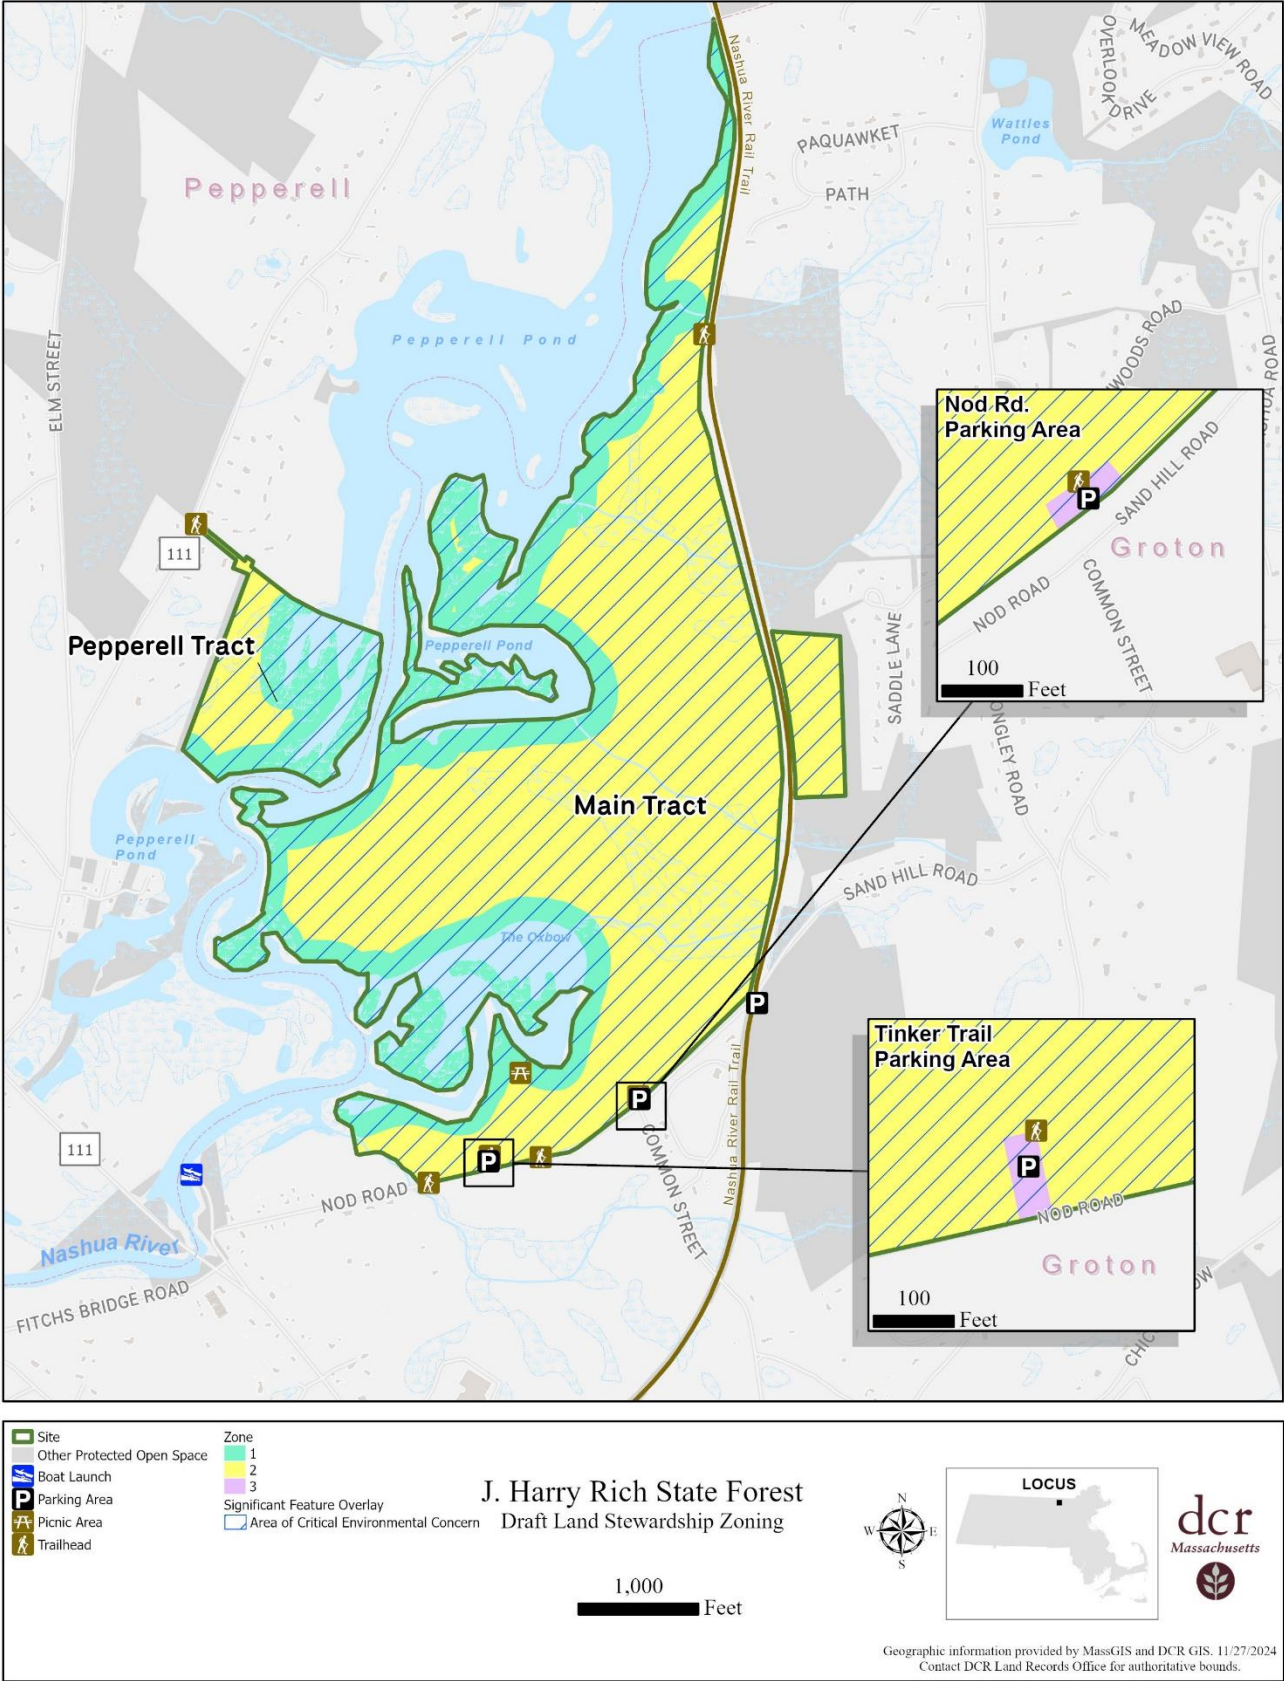 OVERLOOK
DRIVE
MEADOW VIEW ROAD
Nashua River Rail Trail
Wattles
Pond
PAQUAWKET
PATH
Pepperell
ELM STREET
Pepperell Pond
Nod Rd.
Parking Area
SAND HILL ROAD
Groton
NOD ROAD
COMMON STREET
P
100
Feet
111
Pepperell Tract
Pepperell Pond
SADDLE LANE
Main Tract
Pepperell
Pond
SAND HILL ROAD
The Oxbow
P
Tinker Trail
Parking Area
P
NOD ROAD
Groton
100
Feet
P
P
111
Nashua River Rail Trail
COMMON STREET
NOD ROAD
Nashua River
FITCHS BRIDGE ROAD
Site
Other Protected Open Space
Boat Launch
P Parking Area
Picnic Area
Trailhead
Zone
1
2
3
Significant Feature Overlay
Area of Critical Environmental Concern
J. Harry Rich State Forest
Draft Land Stewardship Zoning
1,000
Feet
N
W E
S
LOCUS
dcr
Massachusetts
Geographic information provided by MassGIS and DCR GIS. 11/27/2024
Contact DCR Land Records Office for authoritative bounds.